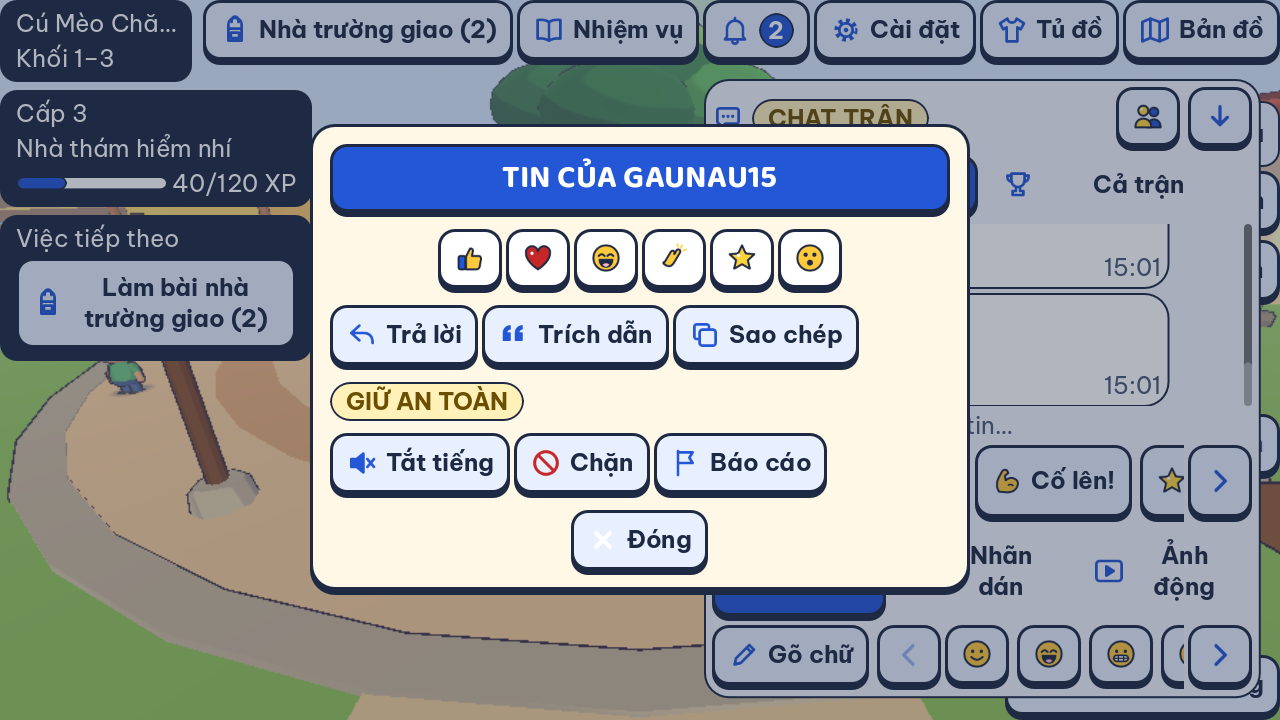 Cú Mèo Chă...
Khối 1–3
Nhà trường giao (2)
Nhiệm vụ
2
Cài đặt
Tủ đồ
Bản đồ
Cấp 3
Nhà thám hiểm nhí
40/120 XP
Việc tiếp theo
Làm bài nhà
trường giao (2)
CHAT TRẬN
Cả trận
15:01
15:01
tin...
Cố lên!
Nhãn
dán
Ảnh
động
Gõ chữ
TIN CỦA GAUNAU15
Trả lời
Trích dẫn
Sao chép
GIỮ AN TOÀN
Tắt tiếng
Chặn
Báo cáo
Đóng